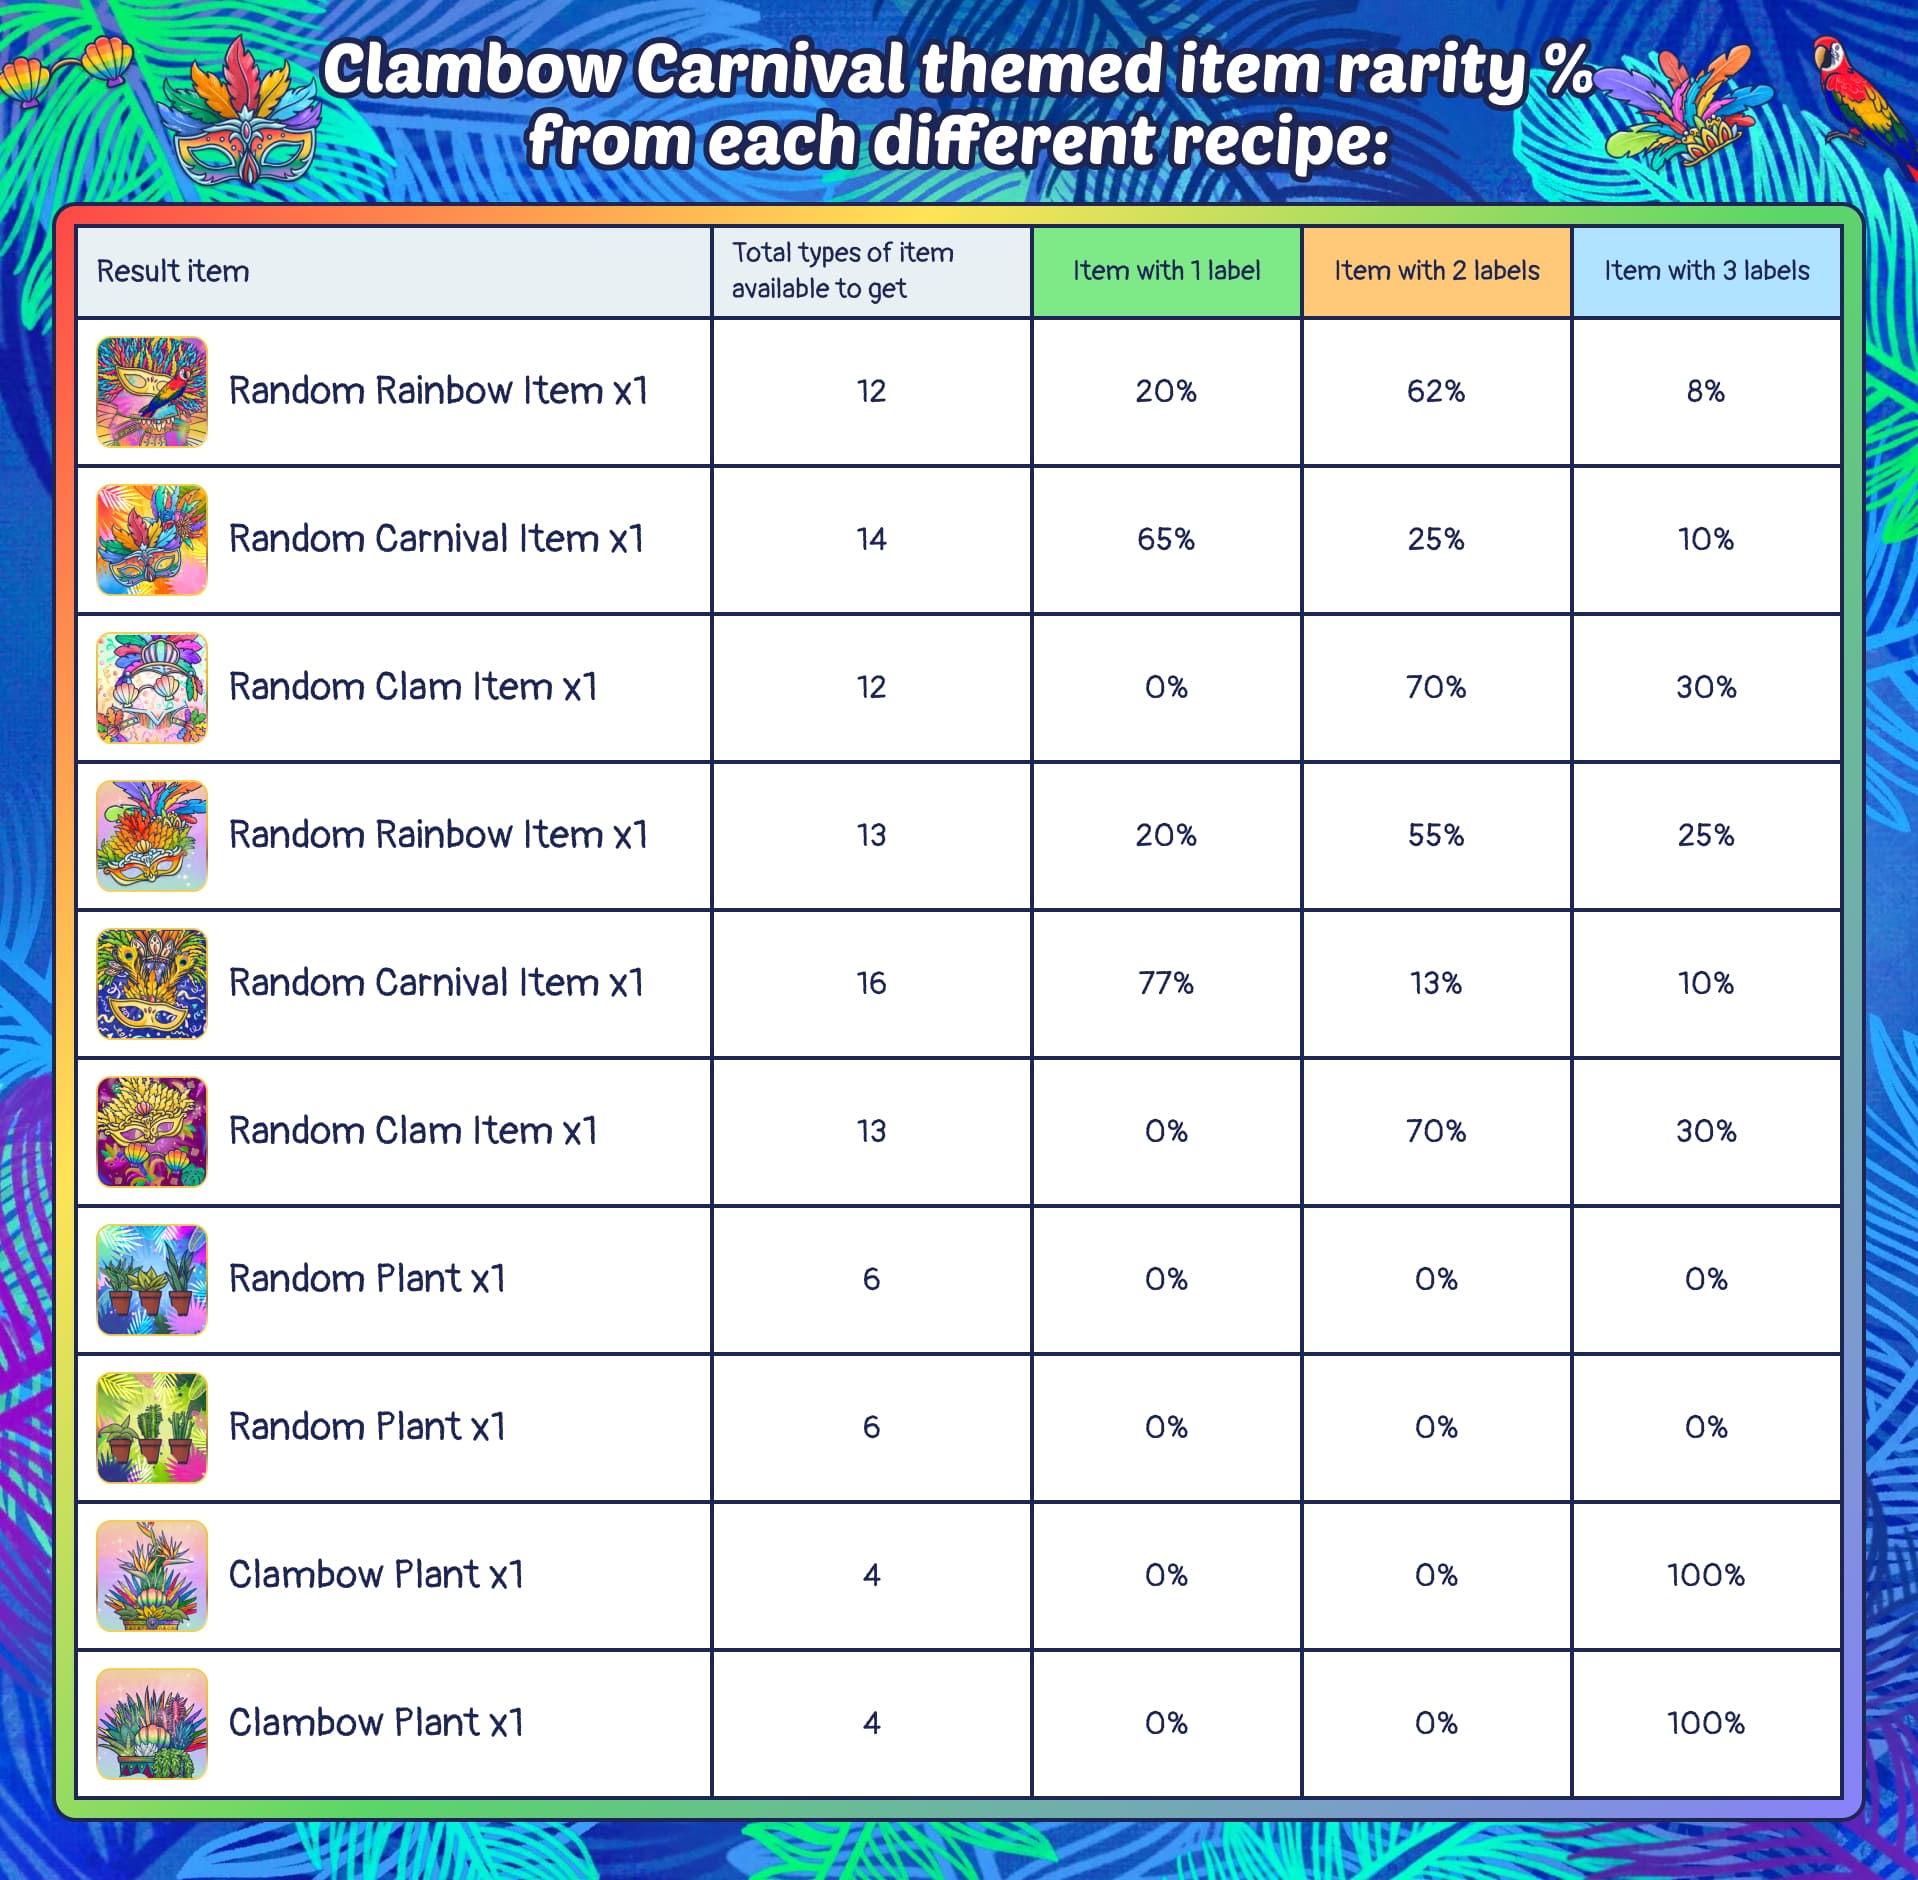 Clambow Carnival themed item rarity %
from each different recipe:
Result item
Total types of item
available to get
Item with 1 label
Item with 2 labels
Item with 3 labels
Random Rainbow Item x1 12 20% 62% 8%
Random Carnival Item x1 14 65% 25% 10%
Random Clam Item x1 12 0% 70% 30%
Random Rainbow Item x1 13 20% 55% 25%
Random Carnival Item x1 16 77% 13% 10%
Random Clam Item x1 13 0% 70% 30%
Random Plant x1 6 0% 0% 0%
Random Plant x1 6 0% 0% 0%
Clambow Plant x1 4 0% 0% 100%
Clambow Plant x1 4 0% 0% 100%